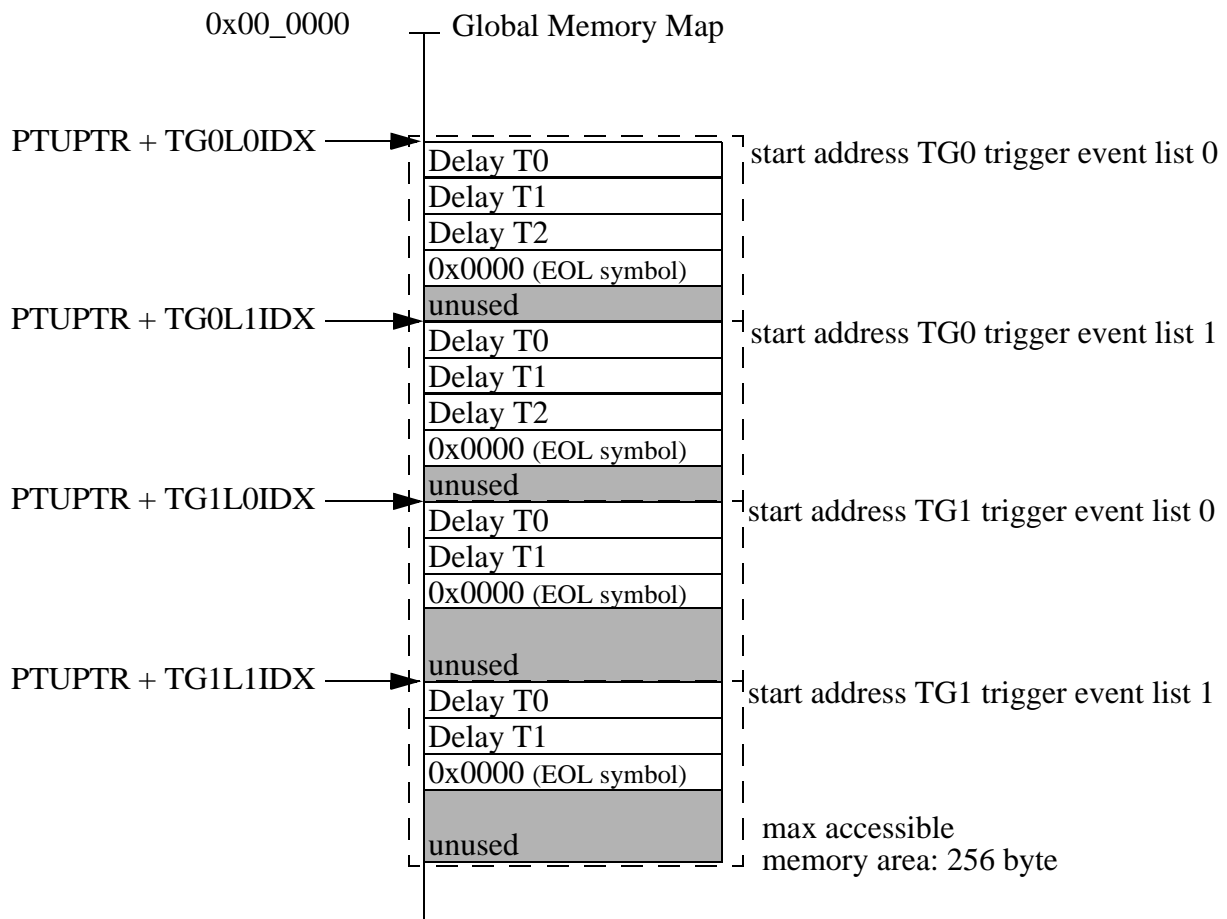 0x00_0000
Global Memory Map
PTUPTR + TG0L0IDX
start address TG0 trigger event list 0
Delay T0
Delay T1
Delay T2
0x0000 (EOL symbol)
unused
PTUPTR + TG0L1IDX
start address TG0 trigger event list 1
Delay T0
Delay T1
Delay T2
0x0000 (EOL symbol)
unused
PTUPTR + TG1L0IDX
start address TG1 trigger event list 0
Delay T0
Delay T1
0x0000 (EOL symbol)
unused
PTUPTR + TG1L1IDX
start address TG1 trigger event list 1
Delay T0
Delay T1
0x0000 (EOL symbol)
unused
max accessible
memory area: 256 byte